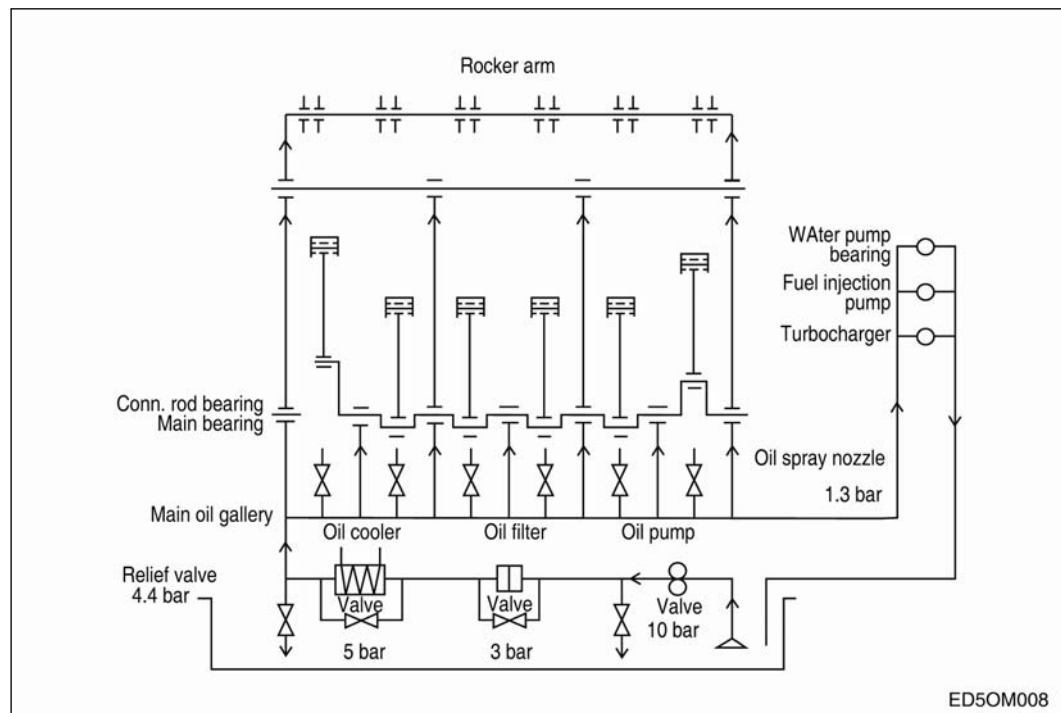 Rocker arm
WAter pump
bearing
Fuel injection
pump
Turbocharger
Conn. rod bearing
Main bearing
Oil spray nozzle
1.3 bar
Main oil gallery
Oil cooler
Oil filter
Oil pump
Relief valve
4.4 bar
Valve
5 bar
Valve
3 bar
Valve
10 bar
ED5OM008